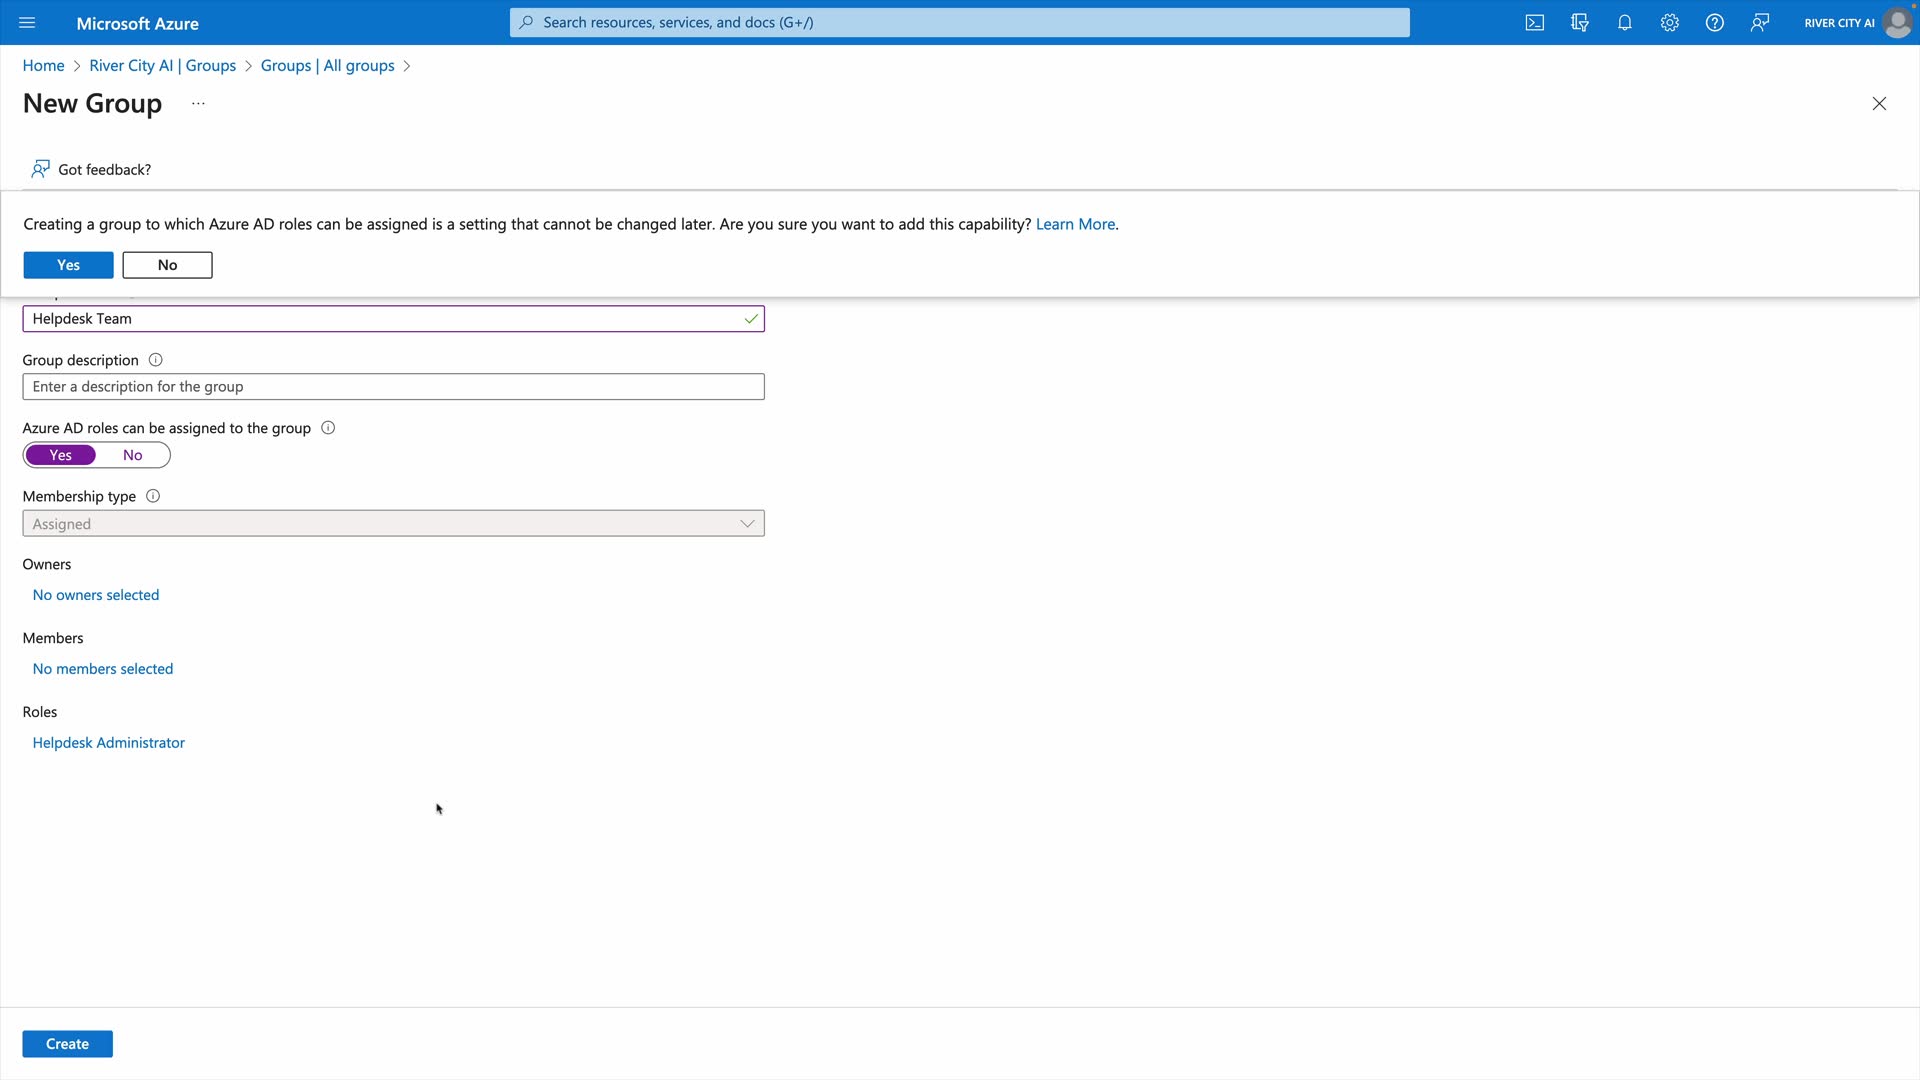 Microsoft Azure
Search resources, services, and docs (G+/)
RIVER CITY AI
Home > River City AI | Groups > Groups | All groups >
New Group ...
Got feedback?
Creating a group to which Azure AD roles can be assigned is a setting that cannot be changed later. Are you sure you want to add this capability? Learn More.
Yes No
Helpdesk Team
Group description
Enter a description for the group
Azure AD roles can be assigned to the group
Yes No
Membership type
Assigned
Owners
No owners selected
Members
No members selected
Roles
Helpdesk Administrator
Create